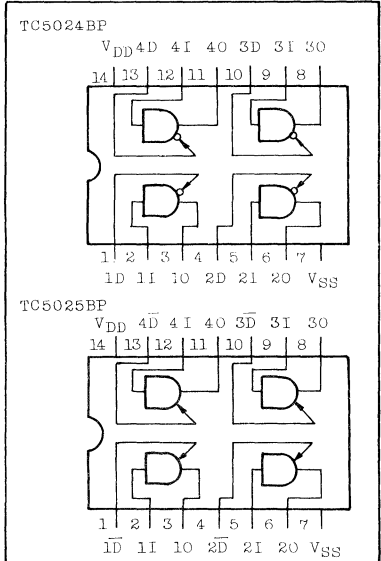 TC5024BP
VDD 4D 4I 4O 3D 3I 3O
14 13 12 11 10 9 8
1 2 3 4 5 6 7
1D 1I 1O 2D 2I 2O VSS
TC5025BP
VDD 4D̅ 4I 4O 3D̅ 3I 3O
14 13 12 11 10 9 8
1 2 3 4 5 6 7
1D̅ 1I 1O 2D̅ 2I 2O VSS